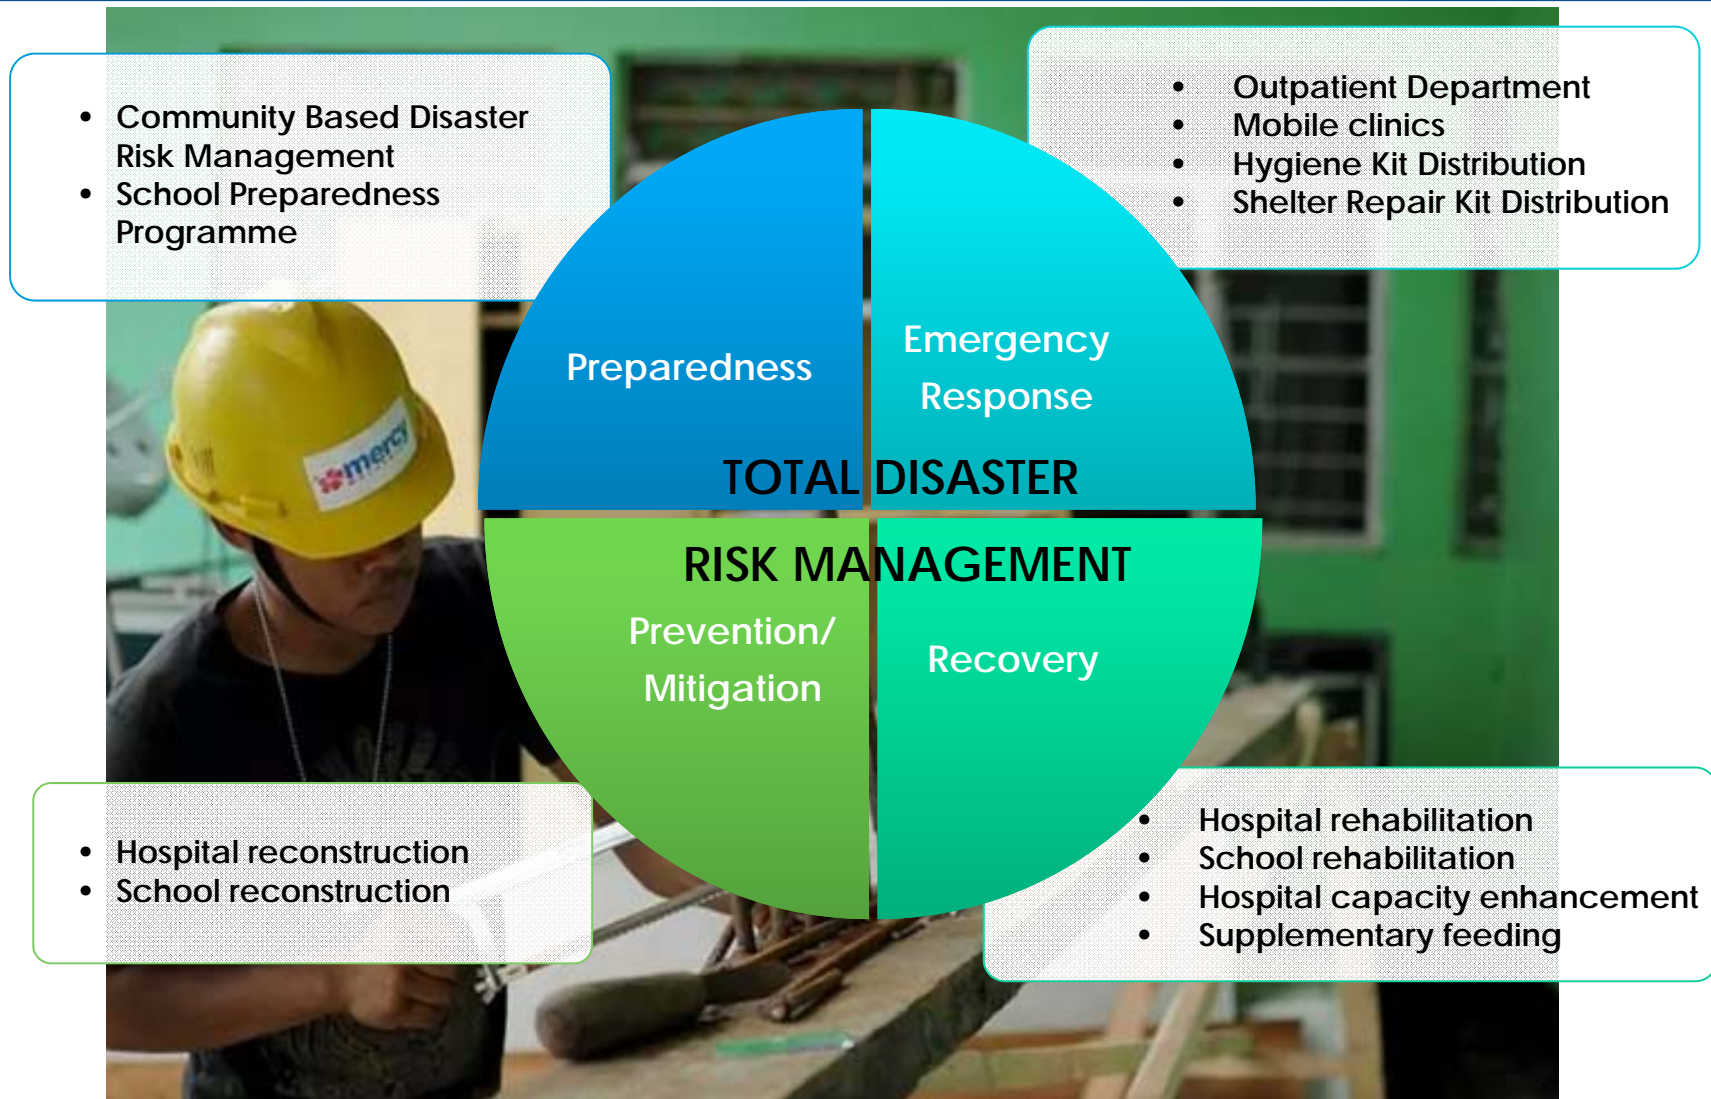 • Community Based Disaster
Risk Management
• School Preparedness
Programme
• Outpatient Department
• Mobile clinics
• Hygiene Kit Distribution
• Shelter Repair Kit Distribution
Preparedness
Emergency
Response
TOTAL DISASTER
RISK MANAGEMENT
Prevention/
Mitigation
Recovery
mercy
• Hospital reconstruction
• School reconstruction
• Hospital rehabilitation
• School rehabilitation
• Hospital capacity enhancement
• Supplementary feeding